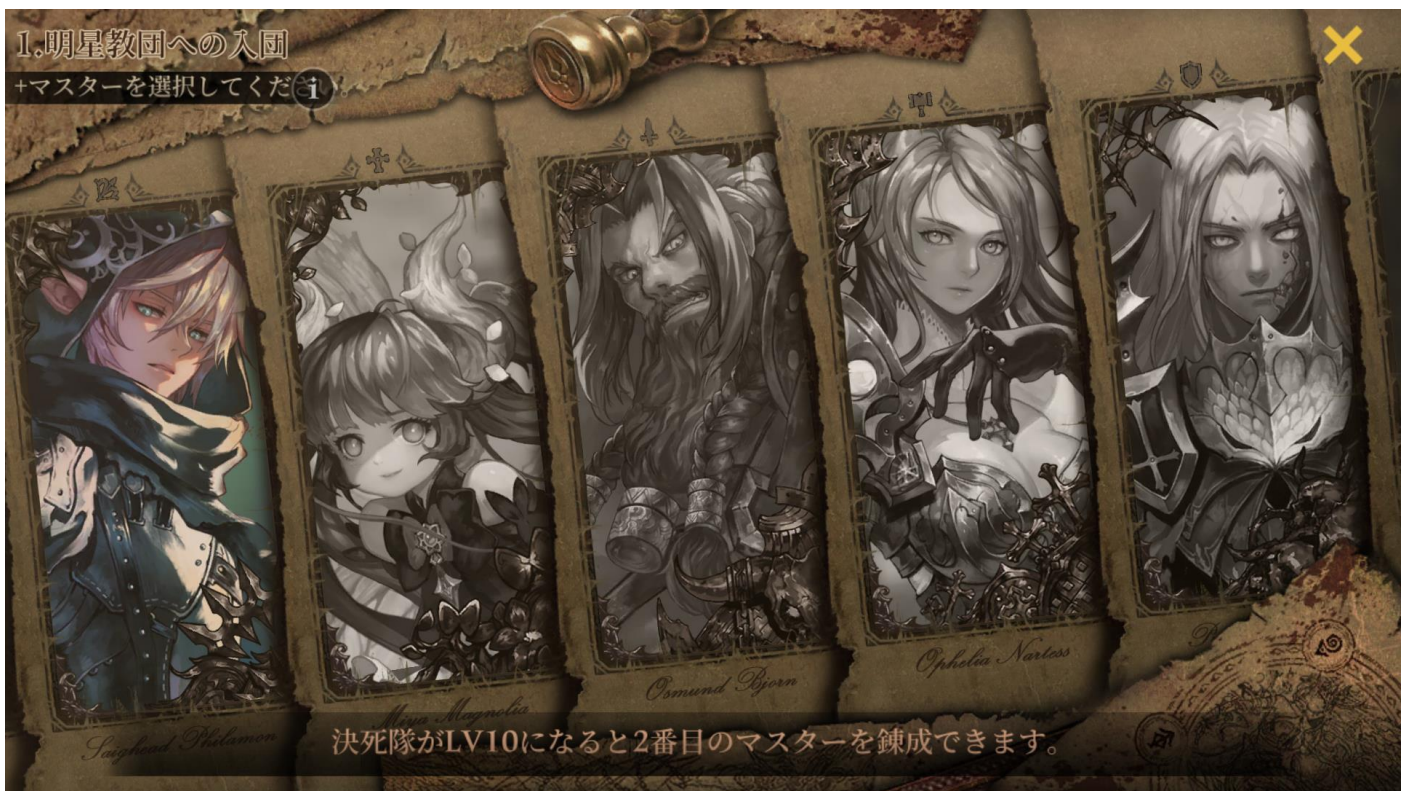 1.明星教団への入団
+マスターを選択してくだ
Saighead Philamon
Miya Magnolia
Osmund Bjorn
Ophelia Nartess
決死隊がLV10になると2番目のマスターを錬成できます。